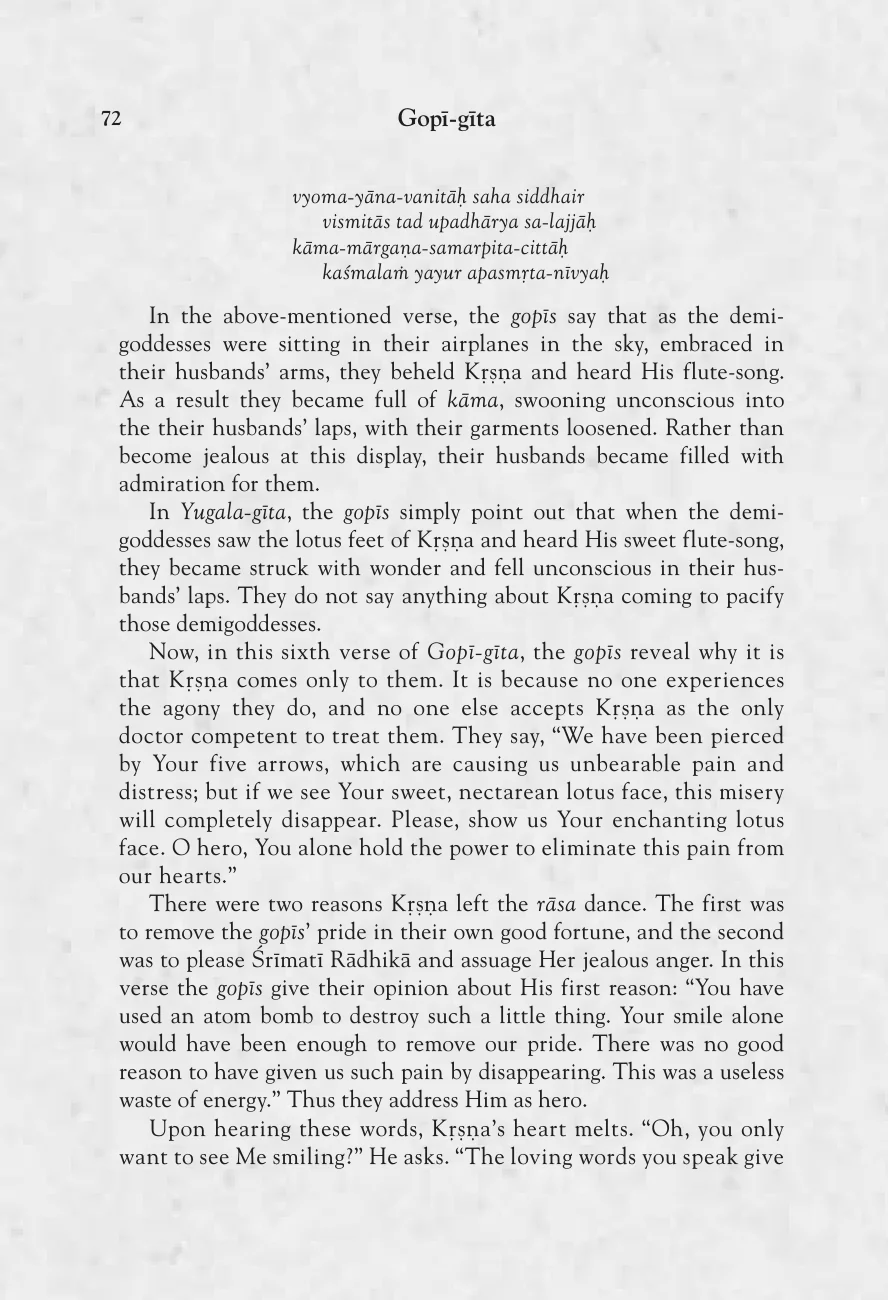 72
Gopī-gīta
vyoma-yāna-vanitāḥ saha siddhair
vismitās tad upadhārya sa-lajjāḥ
kāma-mārgaṇa-samarpita-cittāḥ
kaśmalaṁ yayur apasmṛta-nīvyaḥ
In the above-mentioned verse, the gopīs say that as the demi-
goddesses were sitting in their airplanes in the sky, embraced in
their husbands’ arms, they beheld Kṛṣṇa and heard His flute-song.
As a result they became full of kāma, swooning unconscious into
the their husbands’ laps, with their garments loosened. Rather than
become jealous at this display, their husbands became filled with
admiration for them.
In Yugala-gīta, the gopīs simply point out that when the demi-
goddesses saw the lotus feet of Kṛṣṇa and heard His sweet flute-song,
they became struck with wonder and fell unconscious in their hus-
bands’ laps. They do not say anything about Kṛṣṇa coming to pacify
those demigoddesses.
Now, in this sixth verse of Gopī-gīta, the gopīs reveal why it is
that Kṛṣṇa comes only to them. It is because no one experiences
the agony they do, and no one else accepts Kṛṣṇa as the only
doctor competent to treat them. They say, “We have been pierced
by Your five arrows, which are causing us unbearable pain and
distress; but if we see Your sweet, nectarean lotus face, this misery
will completely disappear. Please, show us Your enchanting lotus
face. O hero, You alone hold the power to eliminate this pain from
our hearts.”
There were two reasons Kṛṣṇa left the rāsa dance. The first was
to remove the gopīs’ pride in their own good fortune, and the second
was to please Śrīmatī Rādhikā and assuage Her jealous anger. In this
verse the gopīs give their opinion about His first reason: “You have
used an atom bomb to destroy such a little thing. Your smile alone
would have been enough to remove our pride. There was no good
reason to have given us such pain by disappearing. This was a useless
waste of energy.” Thus they address Him as hero.
Upon hearing these words, Kṛṣṇa’s heart melts. “Oh, you only
want to see Me smiling?” He asks. “The loving words you speak give